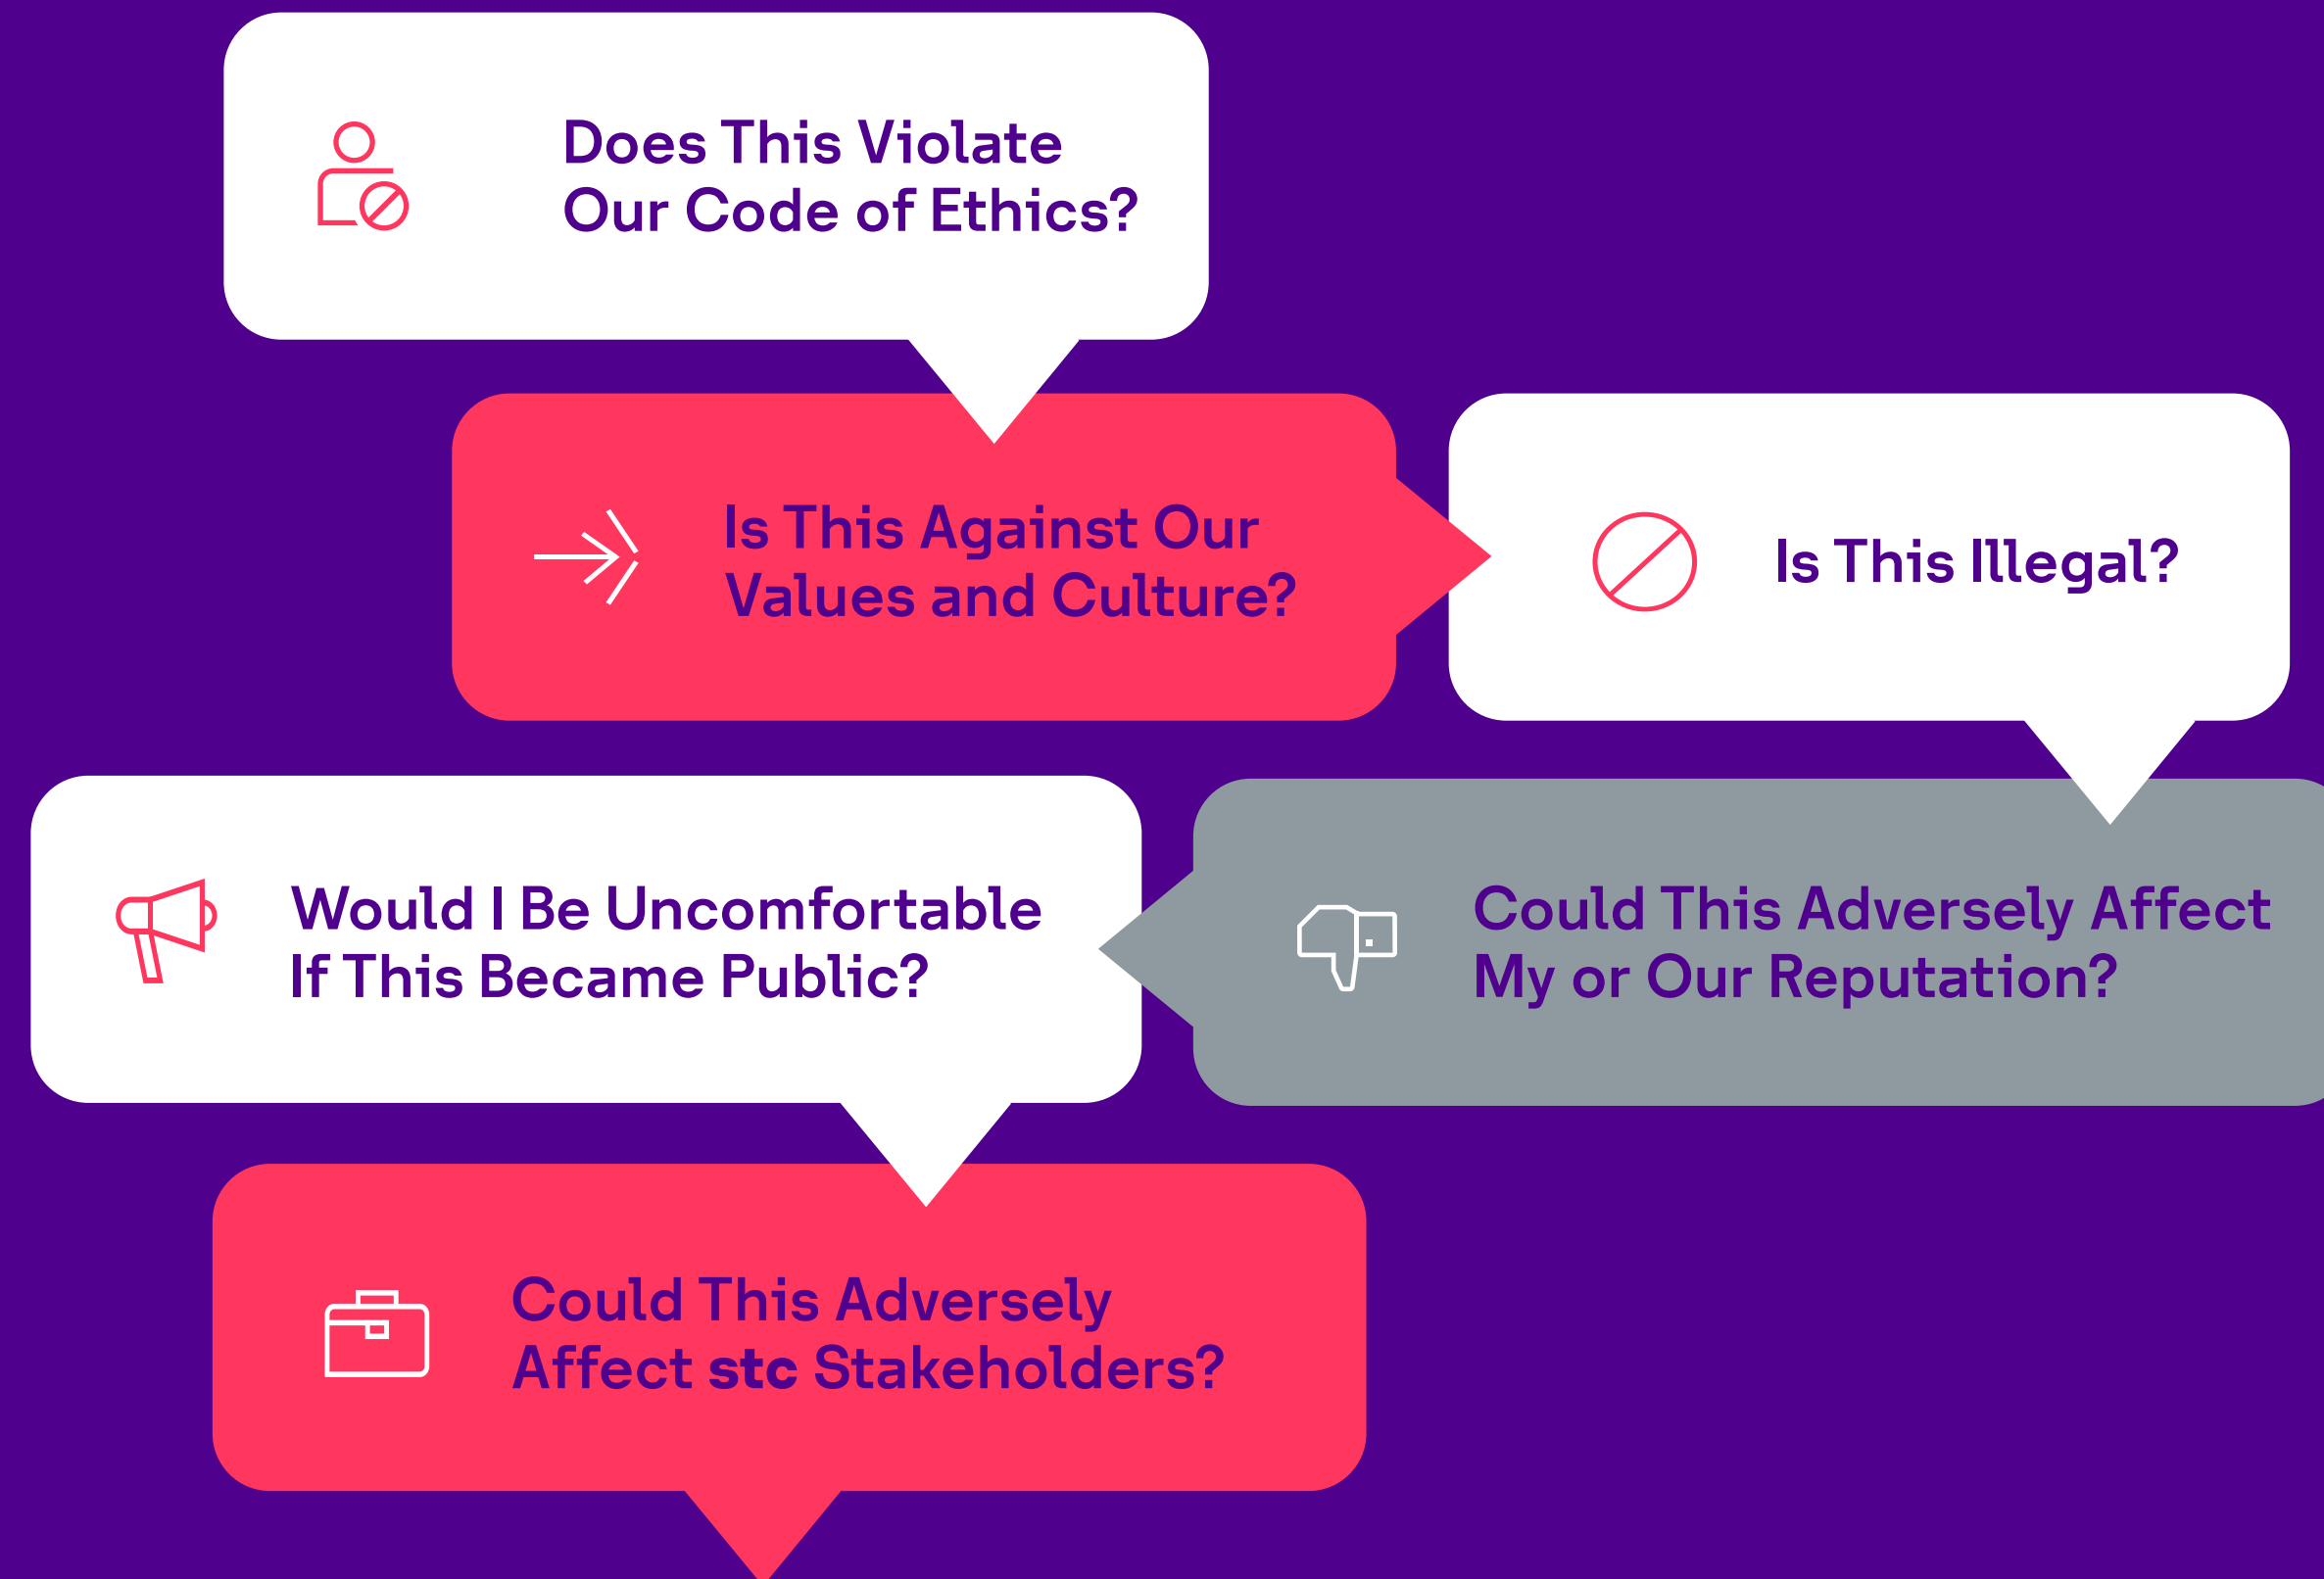 Does This Violate
Our Code of Ethics?
Is This Against Our
Values and Culture?
Is This Illegal?
Could This Adversely Affect
My or Our Reputation?
Would I Be Uncomfortable
If This Became Public?
Could This Adversely
Affect stc Stakeholders?